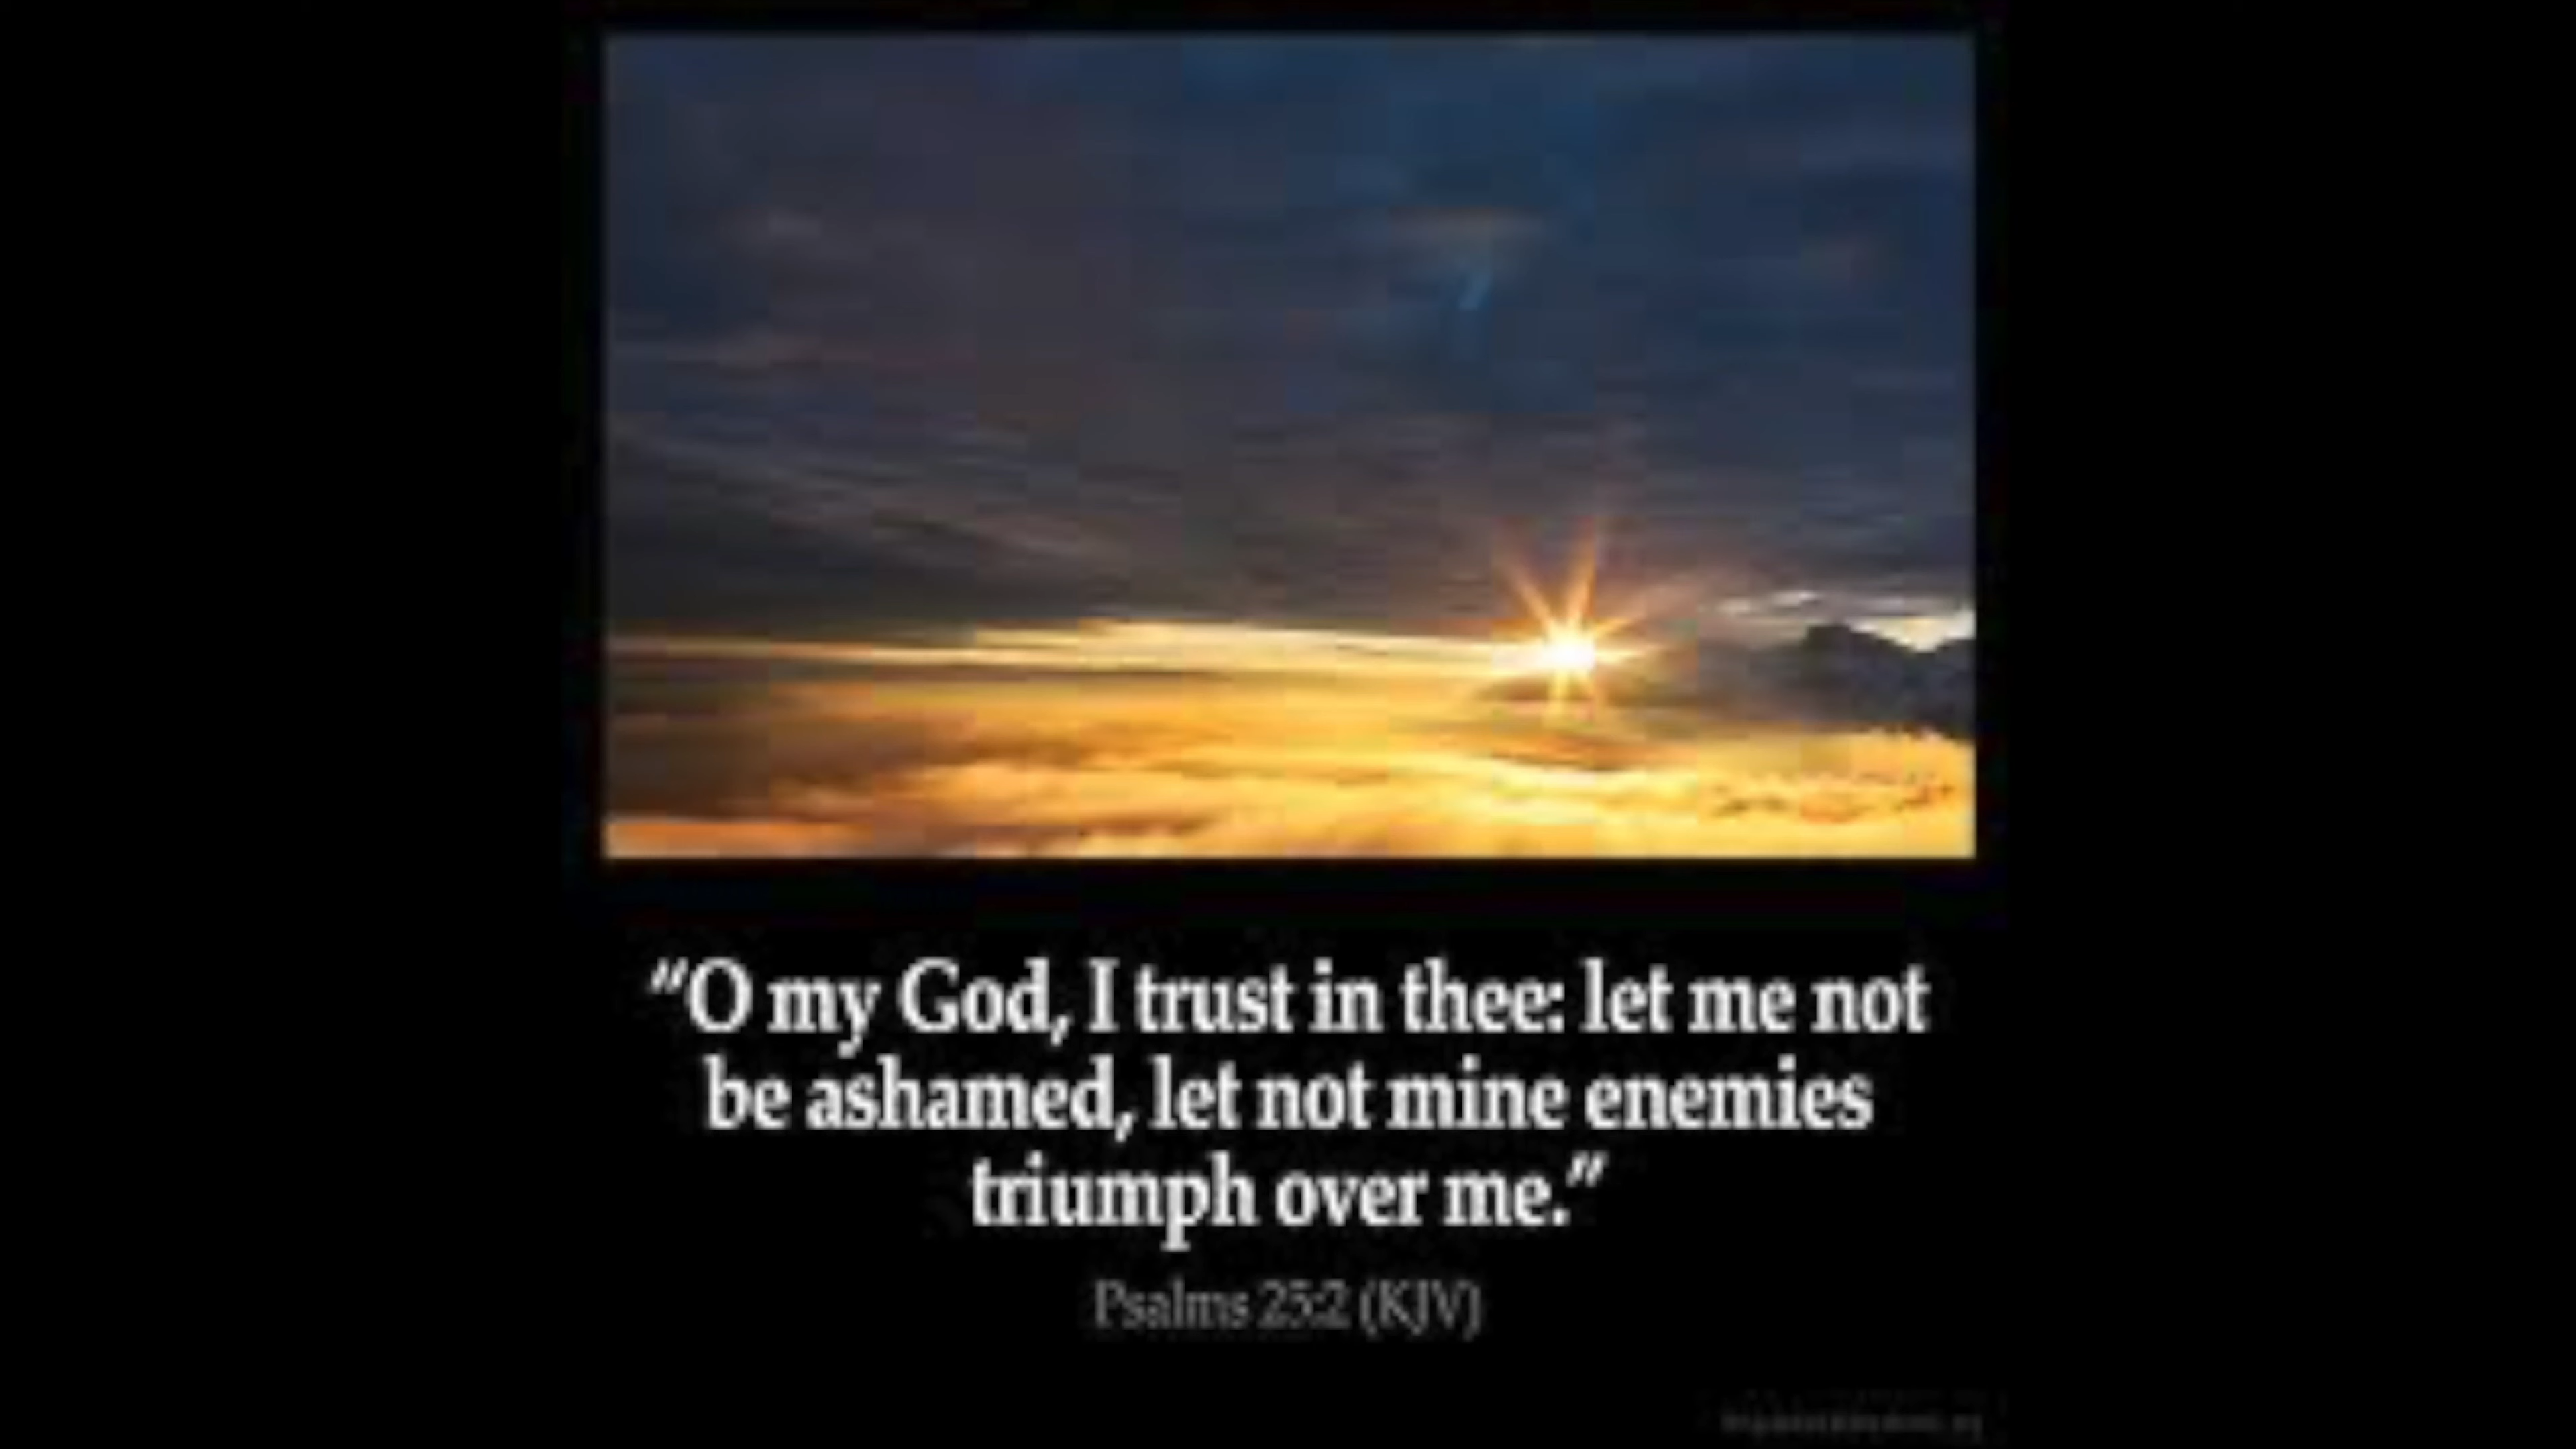 “O my God, I trust in thee: let me not
be ashamed, let not mine enemies
triumph over me.”
Psalms 25:2 (KJV)